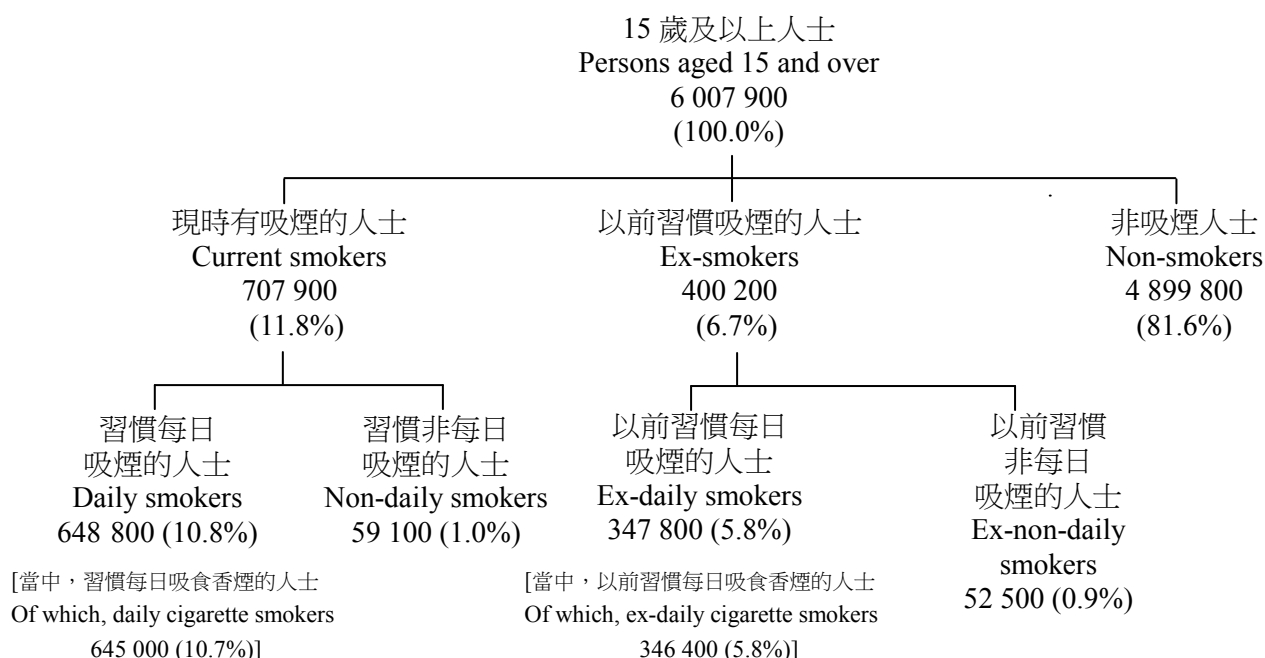 15 歲及以上人士
Persons aged 15 and over
6 007 900
(100.0%)
現時有吸煙的人士
Current smokers
707 900
(11.8%)
以前習慣吸煙的人士
Ex-smokers
400 200
(6.7%)
非吸煙人士
Non-smokers
4 899 800
(81.6%)
習慣每日
吸煙的人士
Daily smokers
648 800 (10.8%)
[當中，習慣每日吸食香煙的人士
Of which, daily cigarette smokers
645 000 (10.7%)]
習慣非每日
吸煙的人士
Non-daily smokers
59 100 (1.0%)
以前習慣每日
吸煙的人士
Ex-daily smokers
347 800 (5.8%)
[當中，以前習慣每日吸食香煙的人士
Of which, ex-daily cigarette smokers
346 400 (5.8%)]
以前習慣
非每日
吸煙的人士
Ex-non-daily
smokers
52 500 (0.9%)